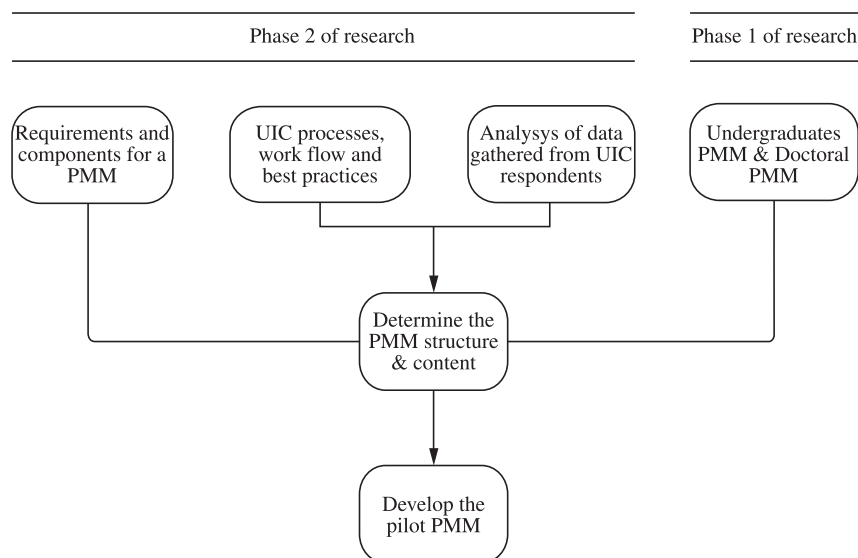 Phase 2 of research
Phase 1 of research
Requirements and
components for a
PMM
UIC processes,
work flow and
best practices
Analysys of data
gathered from UIC
respondents
Undergraduates
PMM & Doctoral
PMM
Determine the
PMM structure
& content
Develop the
pilot PMM